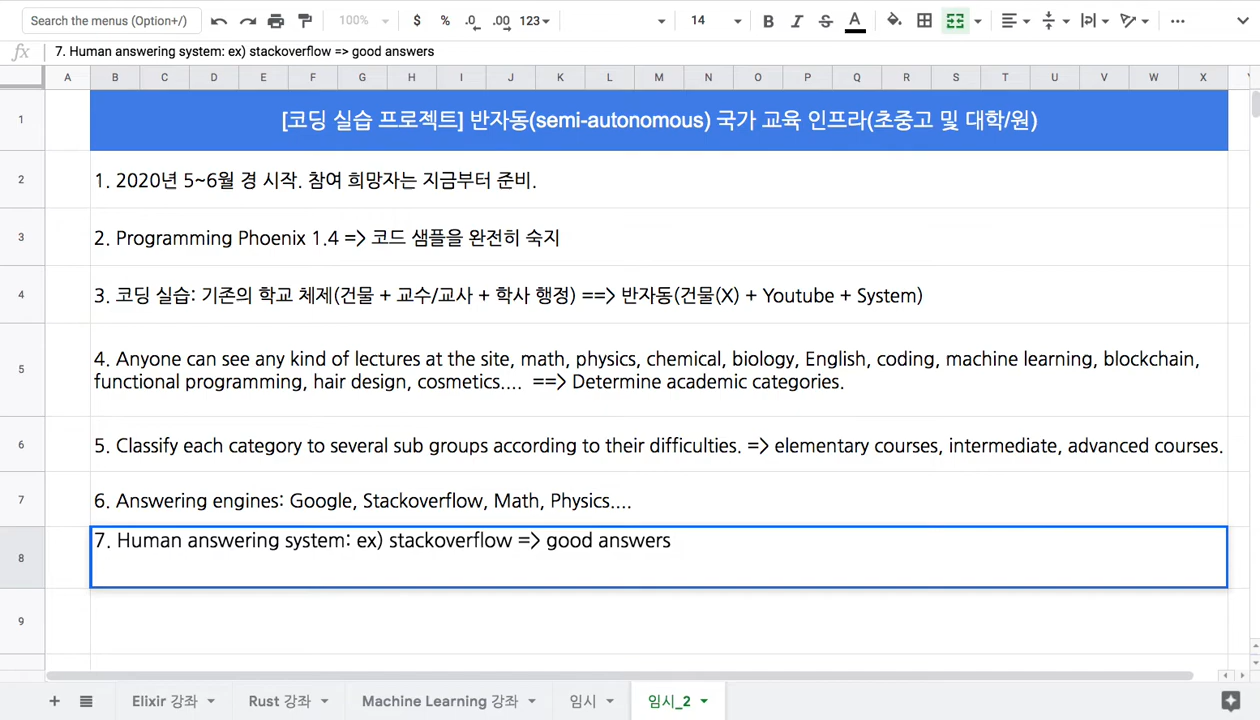 Search the menus (Option+/)
100%
$ % .0 .00 123
14
B I S A
fx 7. Human answering system: ex) stackoverflow => good answers
A B C D E F G H I J K L M N O P Q R S T U V W X
1 [코딩 실습 프로젝트] 반자동(semi-autonomous) 국가 교육 인프라(초중고 및 대학/원)
2 1. 2020년 5~6월 경 시작. 참여 희망자는 지금부터 준비.
3 2. Programming Phoenix 1.4 => 코드 샘플을 완전히 숙지
4 3. 코딩 실습: 기존의 학교 체제(건물 + 교수/교사 + 학사 행정) ==> 반자동(건물(X) + Youtube + System)
5 4. Anyone can see any kind of lectures at the site, math, physics, chemical, biology, English, coding, machine learning, blockchain,
functional programming, hair design, cosmetics.... ==> Determine academic categories.
6 5. Classify each category to several sub groups according to their difficulties. => elementary courses, intermediate, advanced courses.
7 6. Answering engines: Google, Stackoverflow, Math, Physics....
8 7. Human answering system: ex) stackoverflow => good answers
9
Elixir 강좌 Rust 강좌 Machine Learning 강좌 임시 임시_2